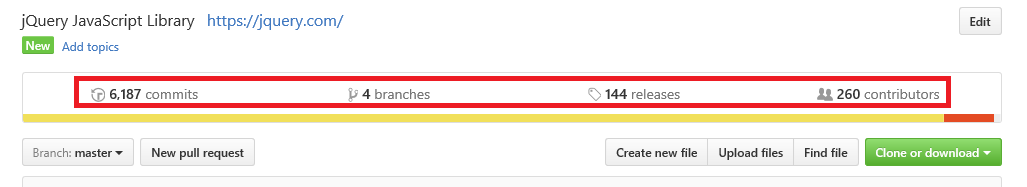 jQuery JavaScript Library https://jquery.com/ Edit
New Add topics
6,187 commits 4 branches 144 releases 260 contributors
Branch: master New pull request Create new file Upload files Find file Clone or download